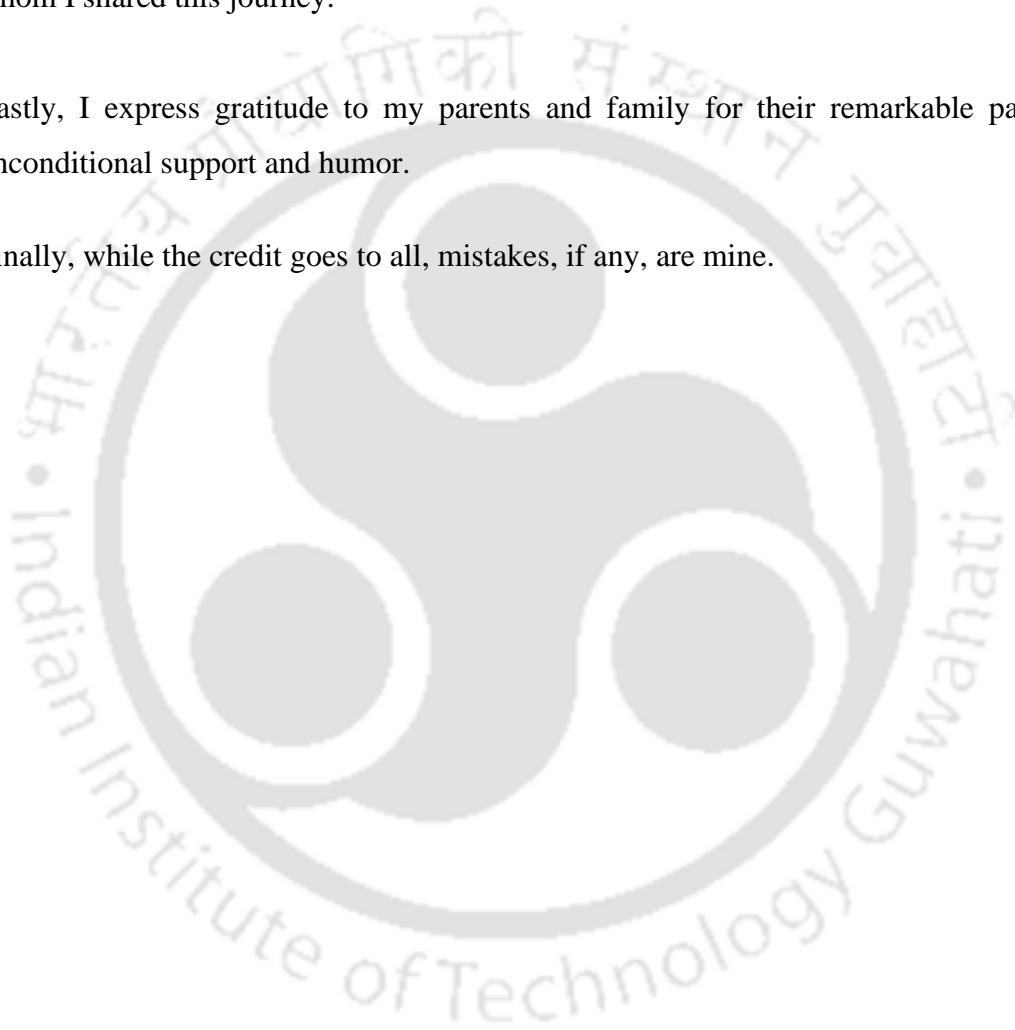 I shared this journey.
astly, I express gratitude to my parents and family for their remarkable pa
nconditional support and humor.
inally, while the credit goes to all, mistakes, if any, are mine.
भारतीय प्रौद्योगिकी संस्थान गुवाहाटी
• Indian Institute of Technology Guwahati •